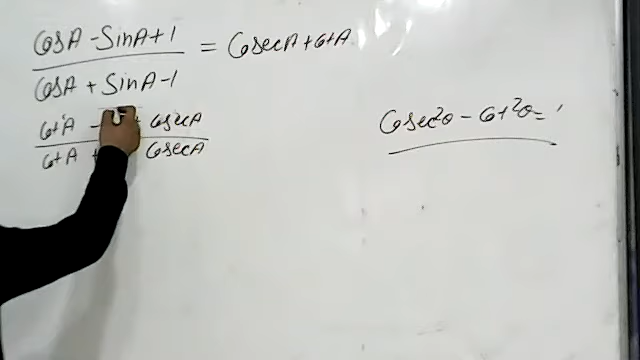 CosA - SinA + 1
———————— = CosecA + CotA
CosA + SinA - 1
CotA - + CosecA
————————
CotA + CosecA
Cosec²θ - Cot²θ = 1